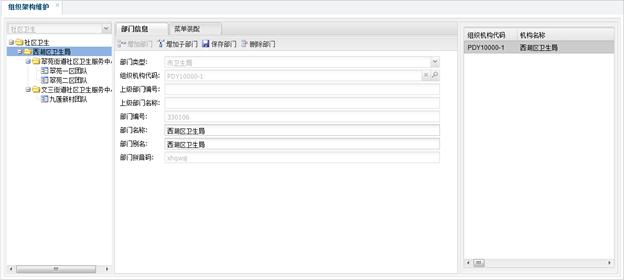 组织架构维护
社区卫生
社区卫生
西湖区卫生局
翠苑街道社区卫生服务中心
翠苑一区团队
翠苑二区团队
文三街道社区卫生服务中心
九莲新村团队
部门信息 菜单装配
增加部门 增加子部门 保存部门 删除部门
部门类型: 市卫生局
组织机构代码: PDY10000-1
上级部门编号:
上级部门名称:
部门编号: 330106
部门名称: 西湖区卫生局
部门别名: 西湖区卫生局
部门拼音码: xhqwsj
组织机构代码 机构名称
PDY10000-1 西湖区卫生局